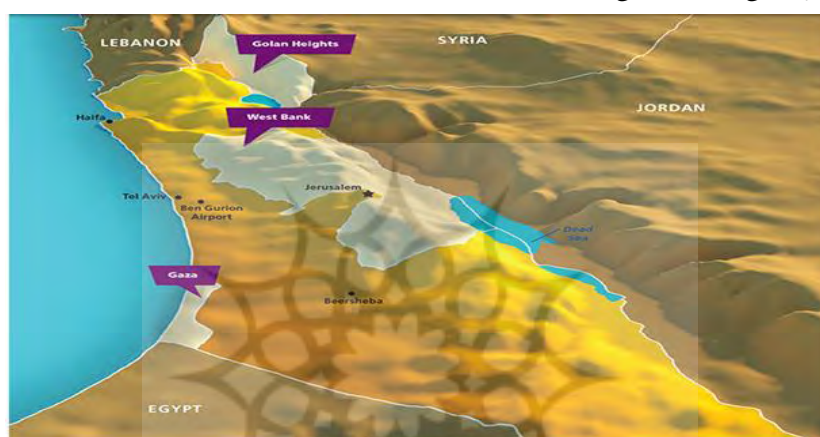 LEBANON
Golan Heights
SYRIA
JORDAN
Haifa
West Bank
Jerusalem
Tel Aviv
Ben Gurion
Airport
Dead
Sea
Gaza
Beersheba
EGYPT